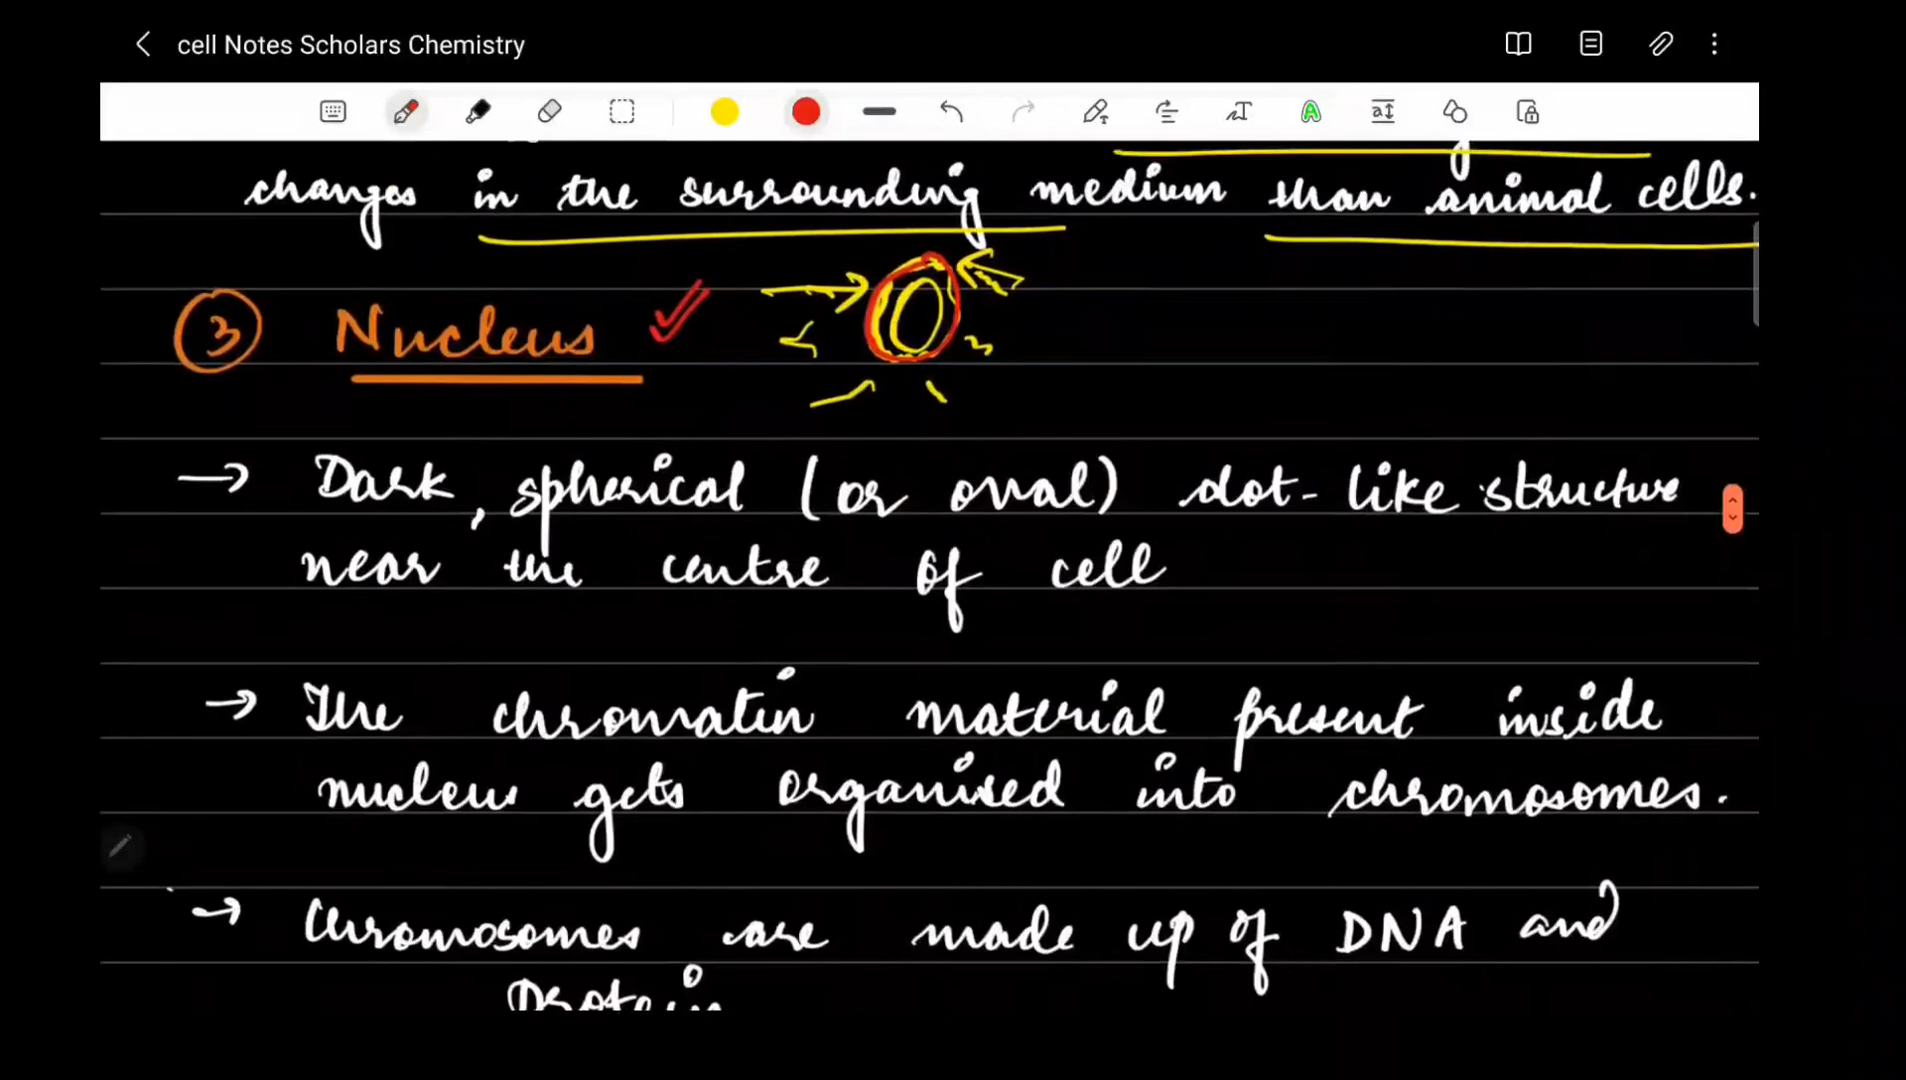 cell Notes Scholars Chemistry
changes in the surrounding medium than animal cells.
3 Nucleus
→ Dark, spherical (or oval) dot-like structure
near the centre of cell
→ The chromatin material present inside
nucleus gets organised into chromosomes.
→ Chromosomes are made up of DNA and
Protein